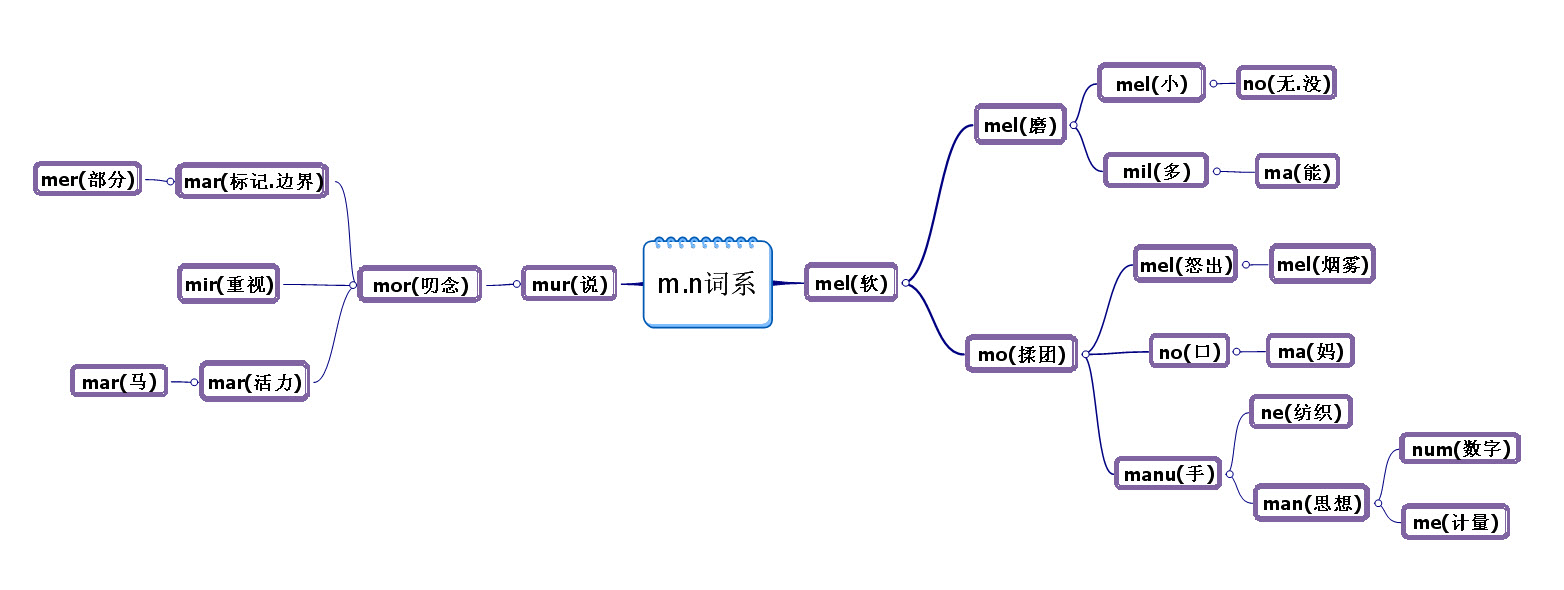 m.n词系
mur(说)
mor(叨念)
mar(标记.边界)
mer(部分)
mir(重视)
mar(活力)
mar(马)
mel(软)
mel(磨)
mel(小)
no(无.没)
mil(多)
ma(能)
mo(揉团)
mel(怒出)
mel(烟雾)
no(口)
ma(妈)
manu(手)
ne(纺织)
man(思想)
num(数字)
me(计量)